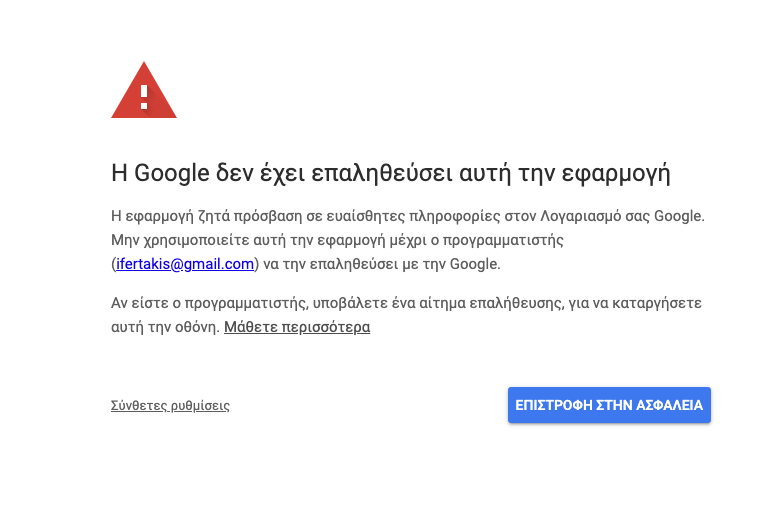 Η Google δεν έχει επαληθεύσει αυτή την εφαρμογή
Η εφαρμογή ζητά πρόσβαση σε ευαίσθητες πληροφορίες στον Λογαριασμό σας Google.
Μην χρησιμοποιείτε αυτή την εφαρμογή μέχρι ο προγραμματιστής
(ifertakis@gmail.com) να την επαληθεύσει με την Google.
Αν είστε ο προγραμματιστής, υποβάλετε ένα αίτημα επαλήθευσης, για να καταργήσετε
αυτή την οθόνη. Μάθετε περισσότερα
Σύνθετες ρυθμίσεις
ΕΠΙΣΤΡΟΦΗ ΣΤΗΝ ΑΣΦΑΛΕΙΑ